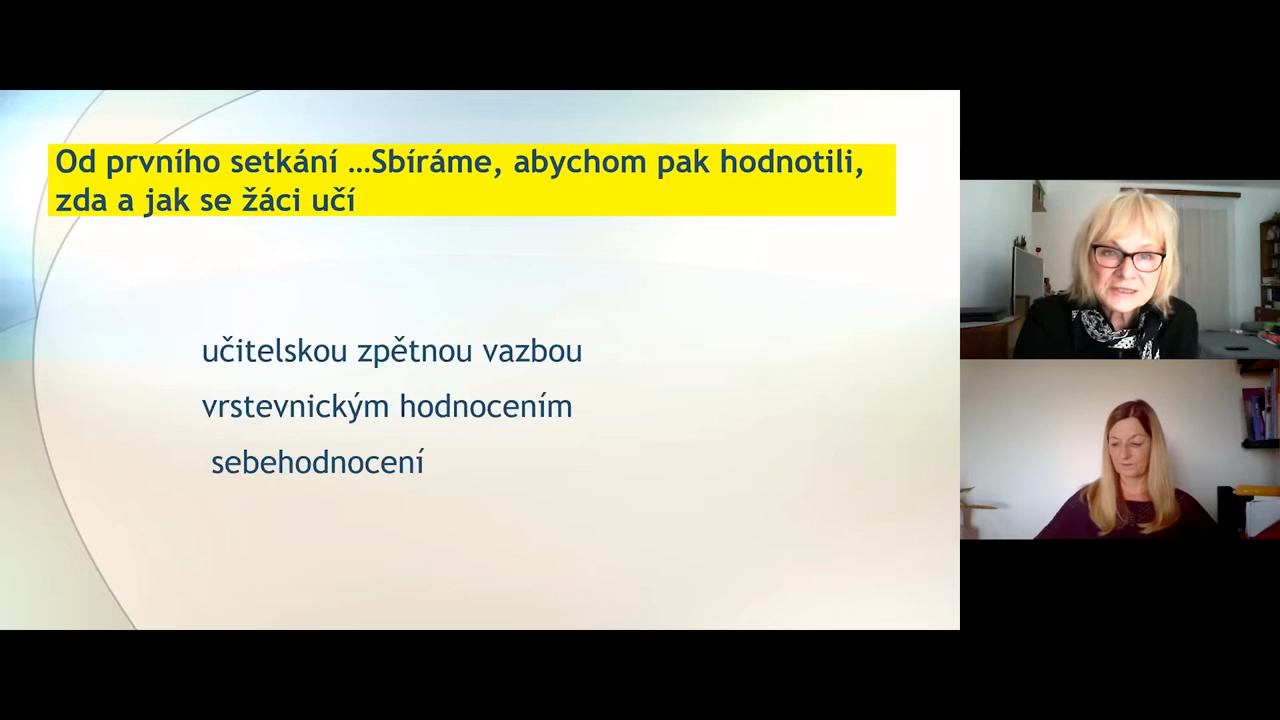 Od prvního setkání …Sbíráme, abychom pak hodnotili,
zda a jak se žáci učí
učitelskou zpětnou vazbou
vrstevnickým hodnocením
sebehodnocení